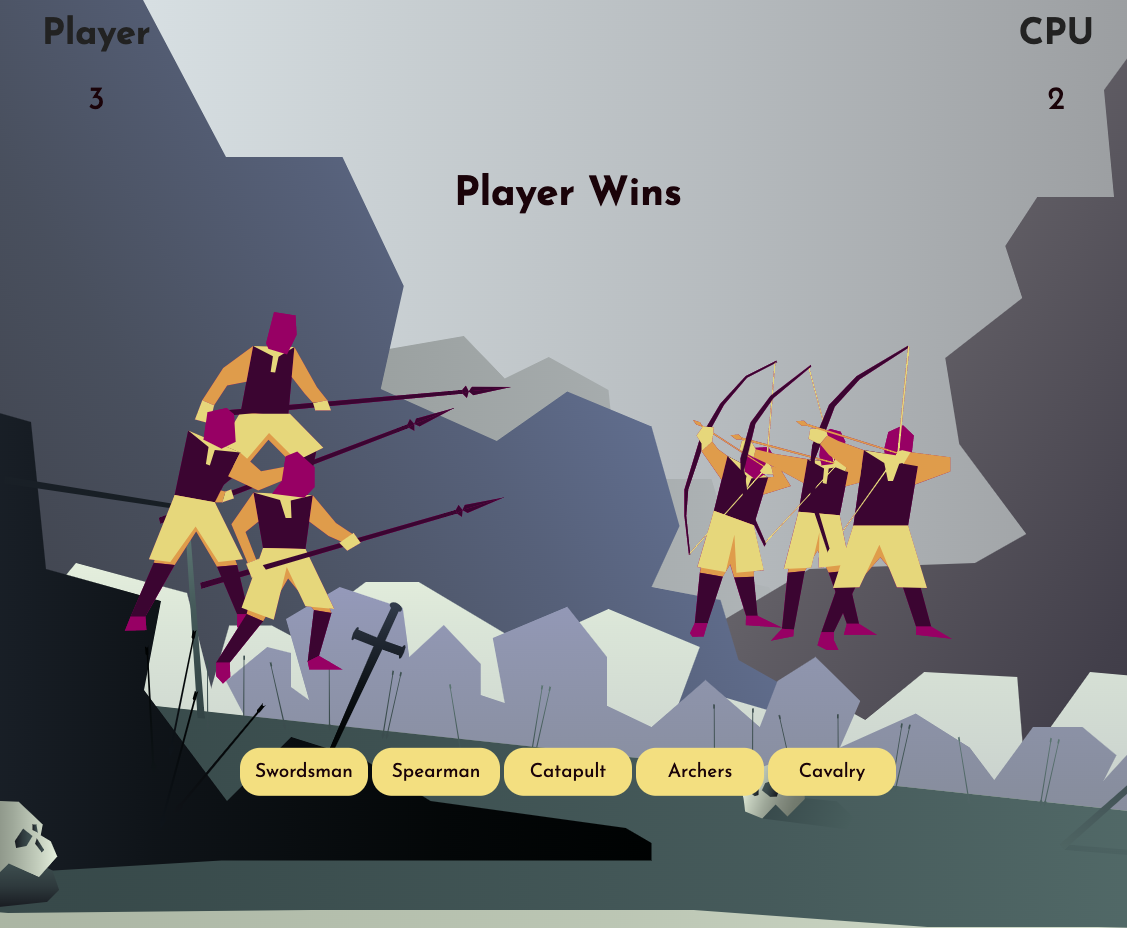 Player
CPU
3
2
Player Wins
Swordsman
Spearman
Catapult
Archers
Cavalry